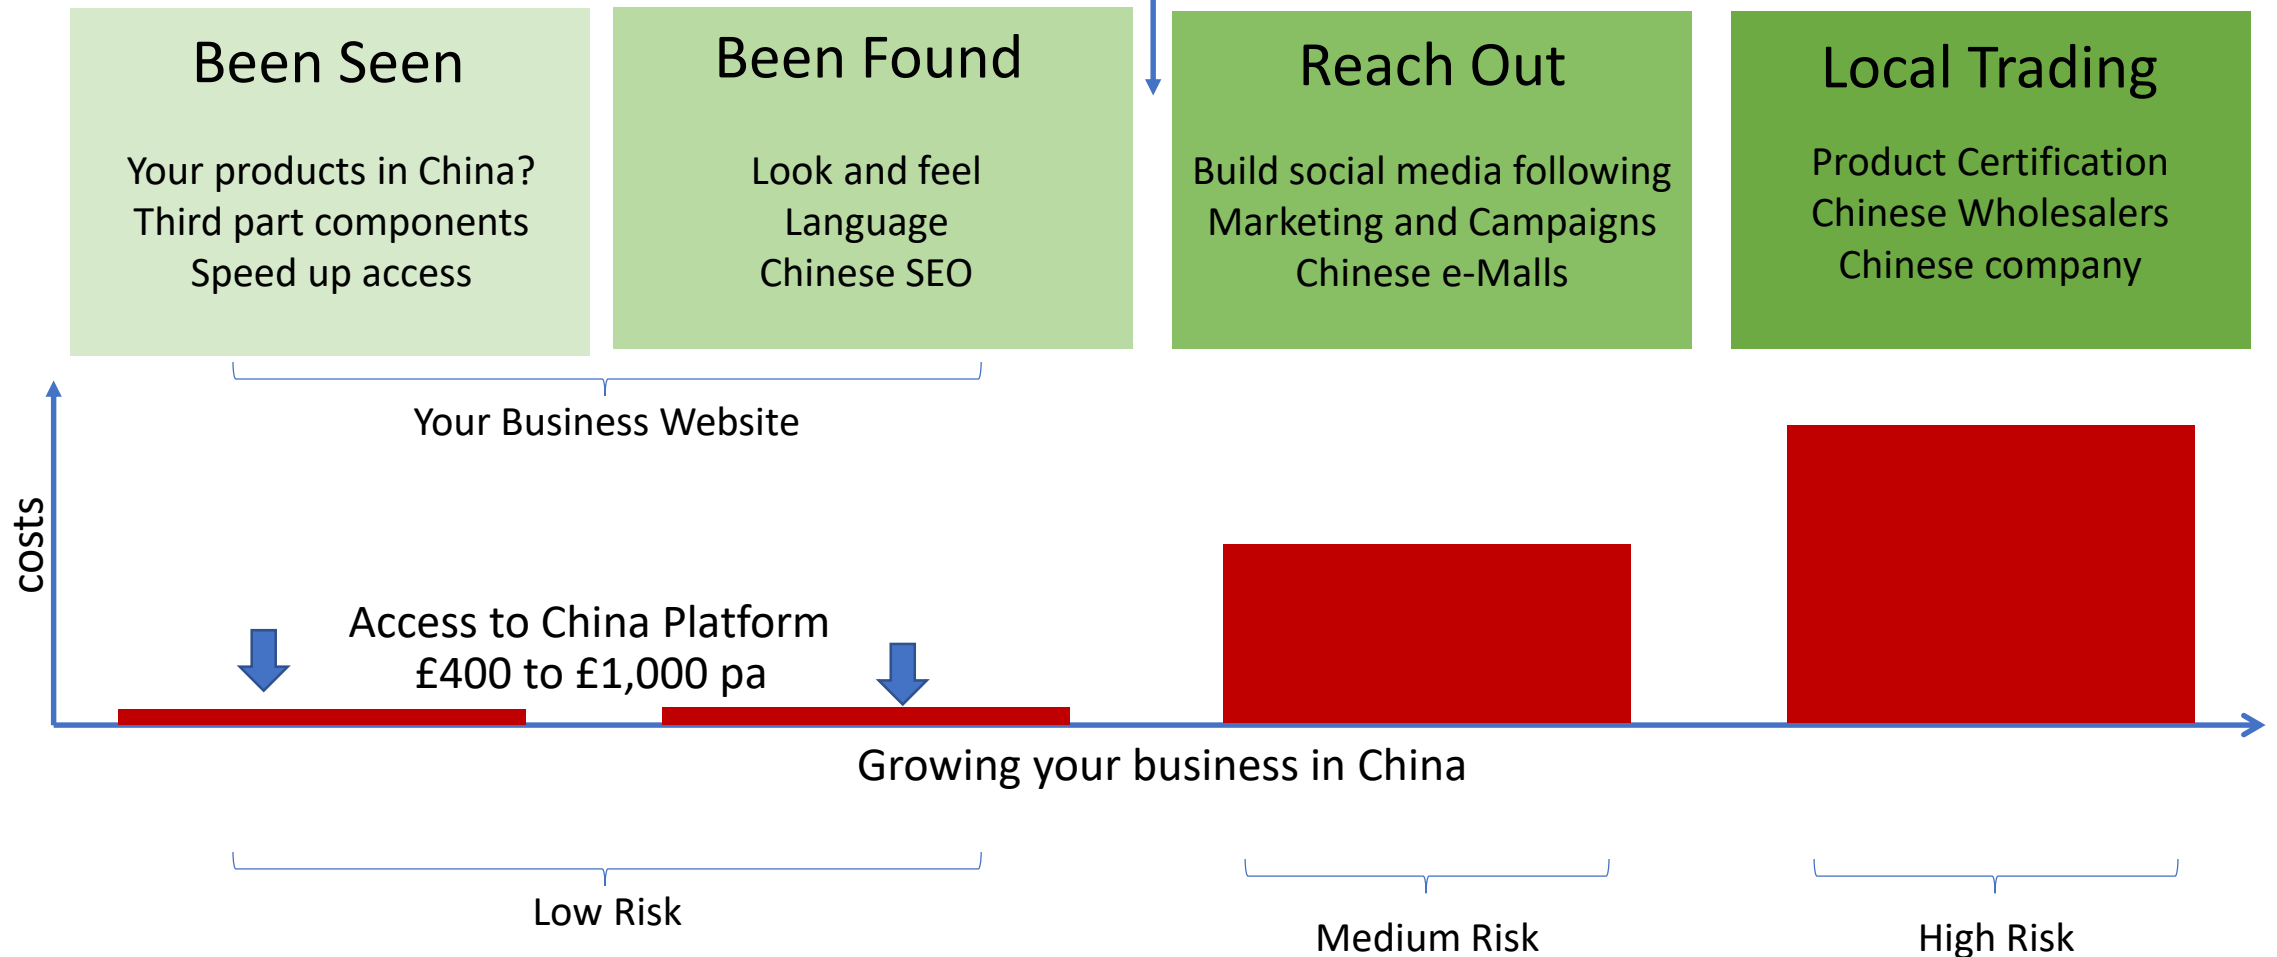 Been Seen
Your products in China?
Third part components
Speed up access
Been Found
Look and feel
Language
Chinese SEO
Reach Out
Build social media following
Marketing and Campaigns
Chinese e-Malls
Local Trading
Product Certification
Chinese Wholesalers
Chinese company
Your Business Website
costs
Access to China Platform
£400 to £1,000 pa
Growing your business in China
Low Risk
Medium Risk
High Risk